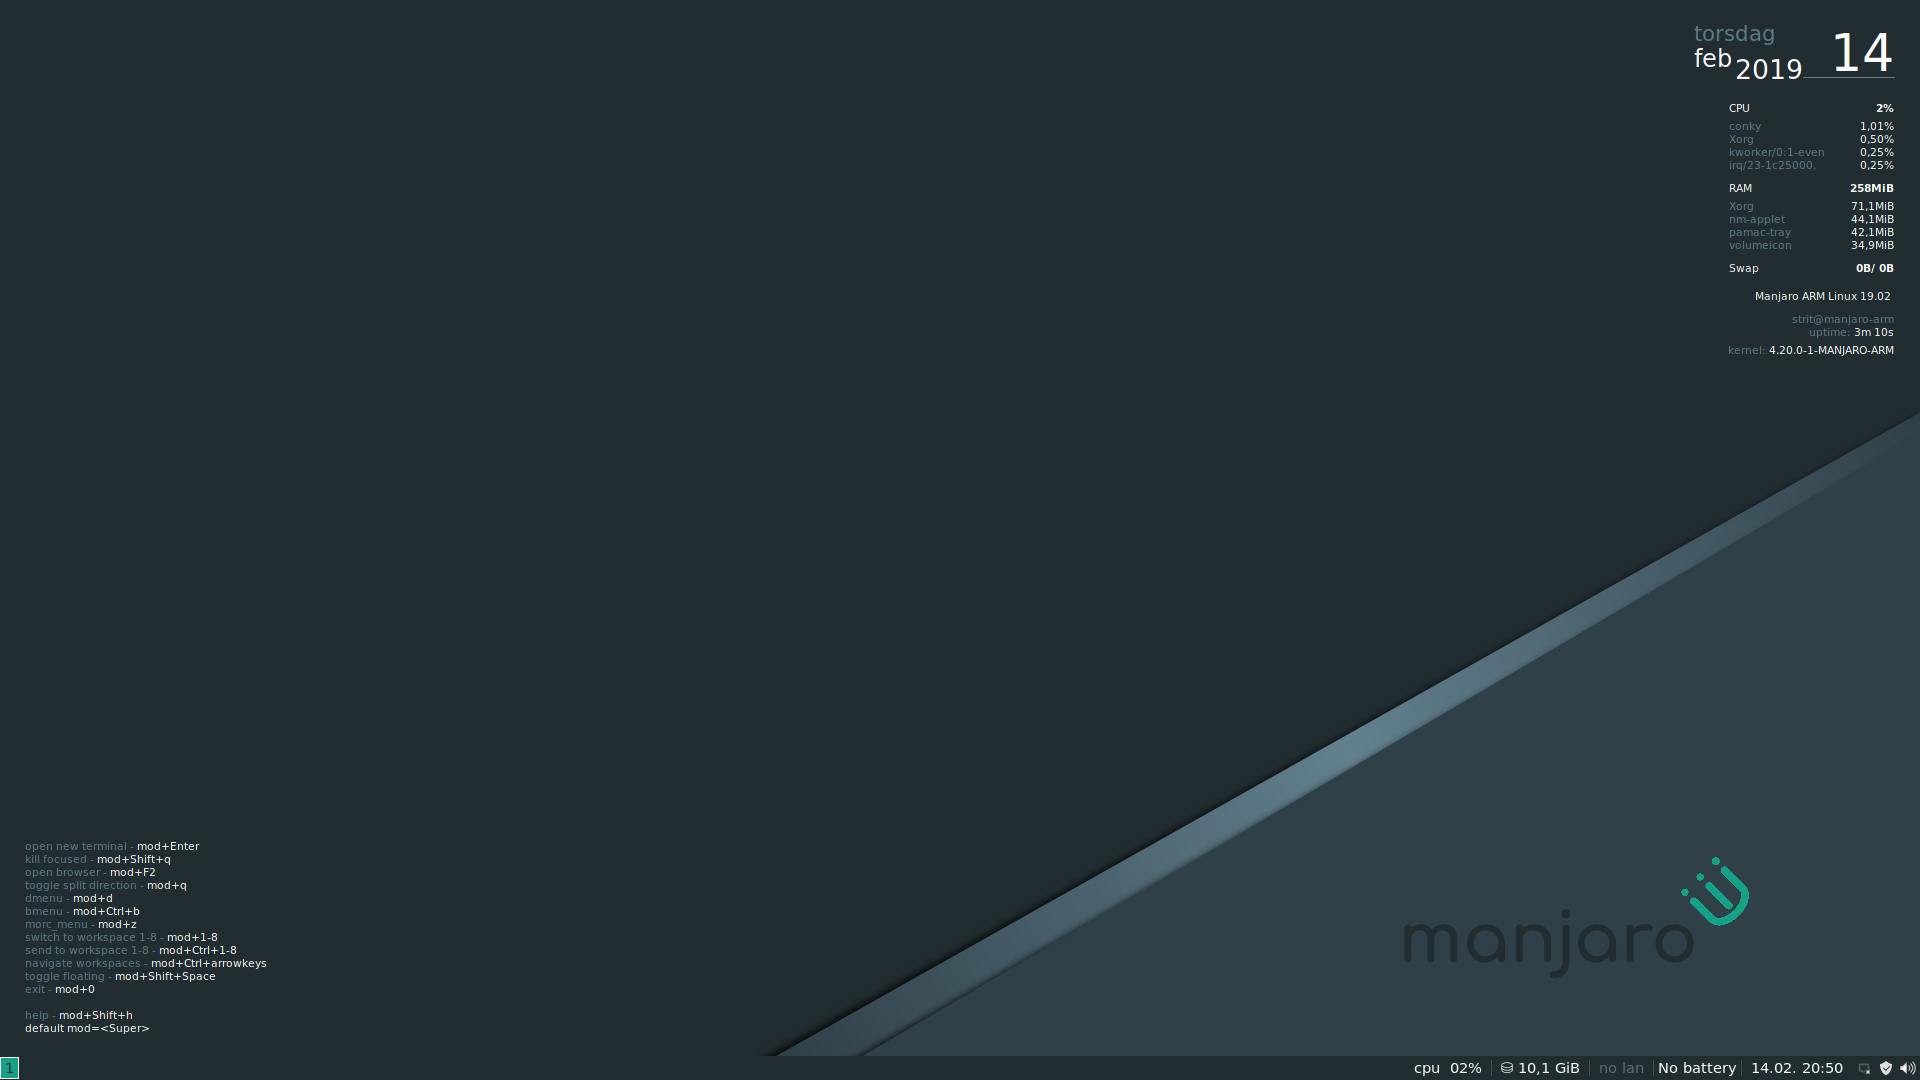 torsdag
feb 2019 14
CPU 2%
conky 1,01%
Xorg 0,50%
kworker/0:1-even 0,25%
irq/23-1c25000. 0,25%
RAM 258MiB
Xorg 71,1MiB
nm-applet 44,1MiB
pamac-tray 42,1MiB
volumeicon 34,9MiB
Swap 0B/ 0B
Manjaro ARM Linux 19.02
strit@manjaro-arm
uptime: 3m 10s
kernel: 4.20.0-1-MANJARO-ARM
open new terminal - mod+Enter
kill focused - mod+Shift+q
open browser - mod+F2
toggle split direction - mod+q
dmenu - mod+d
bmenu - mod+Ctrl+b
morc_menu - mod+z
switch to workspace 1-8 - mod+1-8
send to workspace 1-8 - mod+Ctrl+1-8
navigate workspaces - mod+Ctrl+arrowkeys
toggle floating - mod+Shift+Space
exit - mod+0
help - mod+Shift+h
default mod=<Super>
manjaro
1
cpu 02% 10,1 GiB no lan No battery 14.02. 20:50